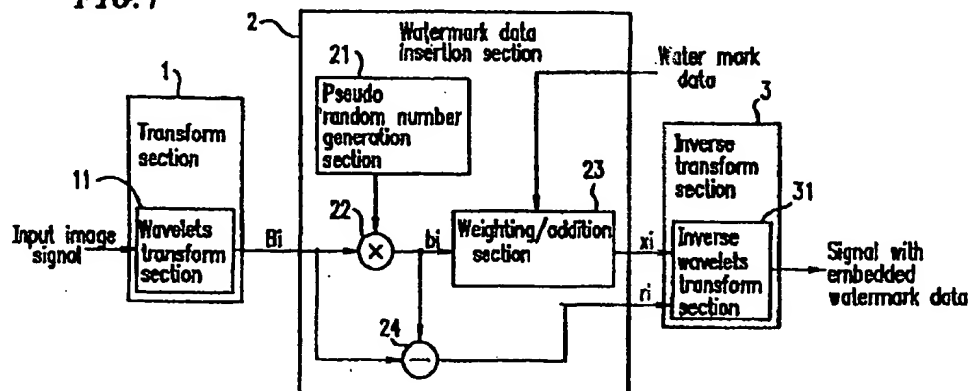 FIG. 7
2
Watermark data
insertion section
21
Pseudo
random number
generation
section
Water mark
data
1
Transform
section
11
Wavelets
transform
section
Input image
signal
Bi
22
×
bi
23
Weighting/addition
section
xi
ri
24
−
3
Inverse
transform
section
31
Inverse
wavelets
transform
section
Signal with
embedded
watermark data